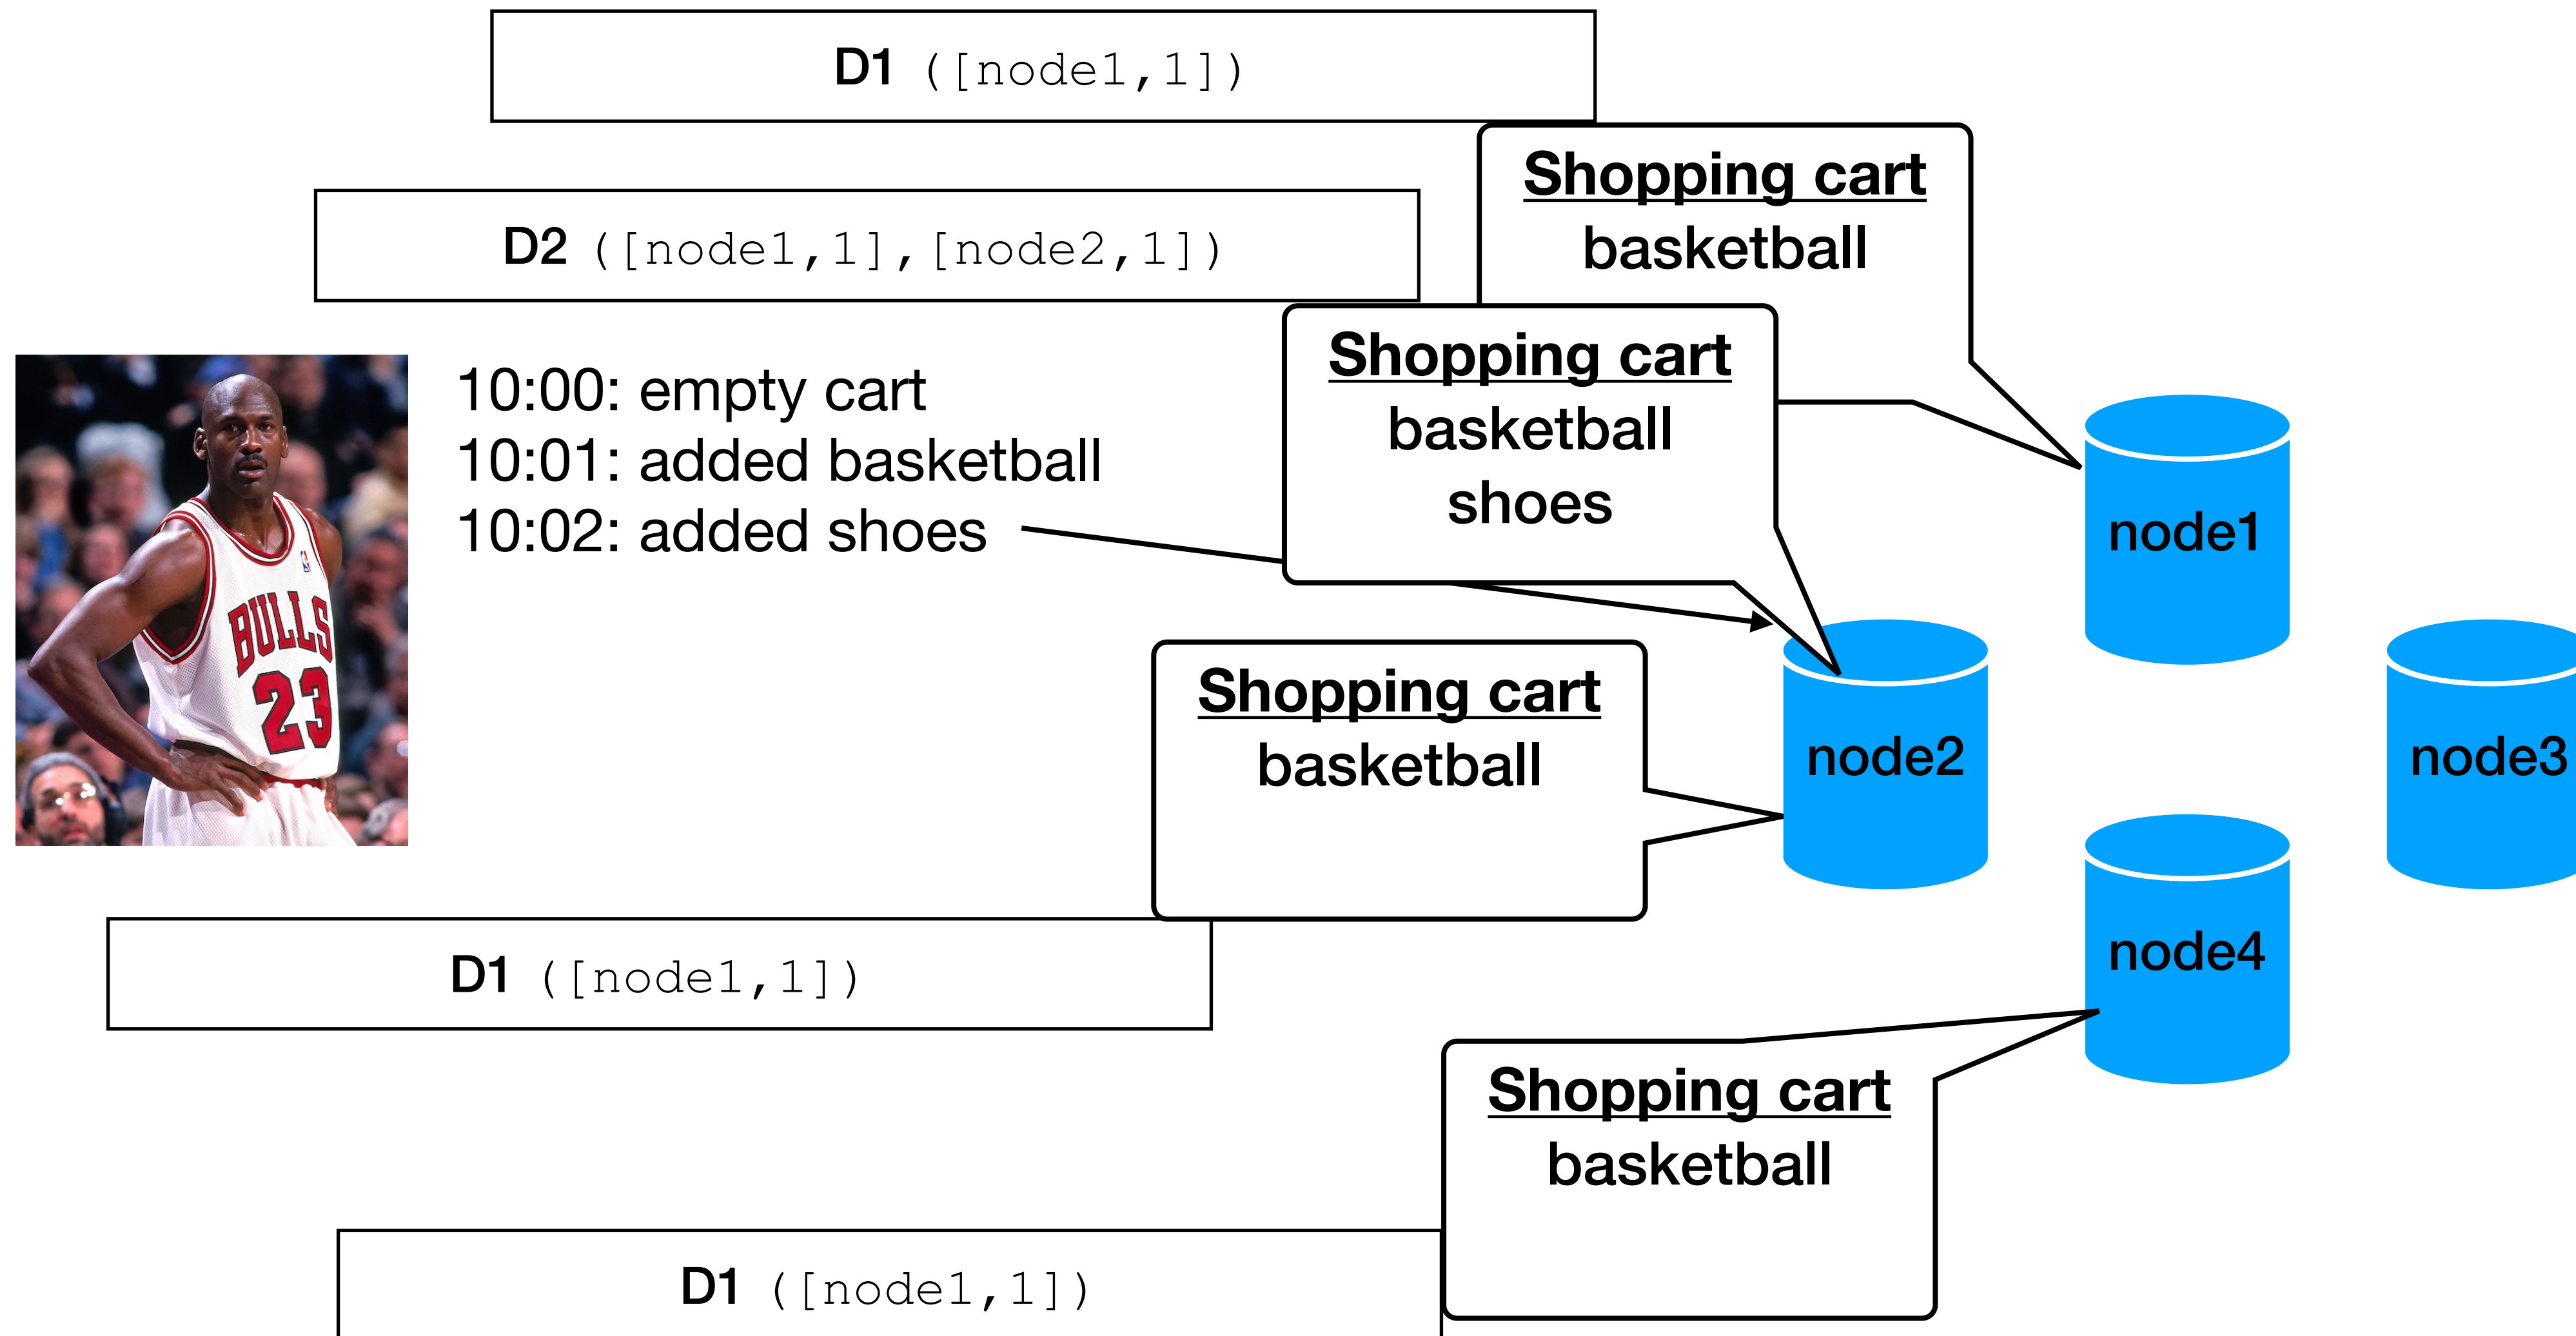 D1 ([node1,1])
Shopping cart
basketball
D2 ([node1,1],[node2,1])
Shopping cart
basketball
shoes
10:00: empty cart
10:01: added basketball
10:02: added shoes
BULLS
23
node1
node2
node3
node4
Shopping cart
basketball
D1 ([node1,1])
Shopping cart
basketball
D1 ([node1,1])